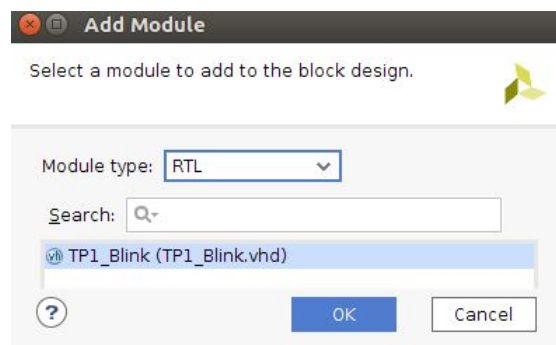 Add Module
Select a module to add to the block design.
Module type: RTL
Search:
vh TP1_Blink (TP1_Blink.vhd)
? OK Cancel